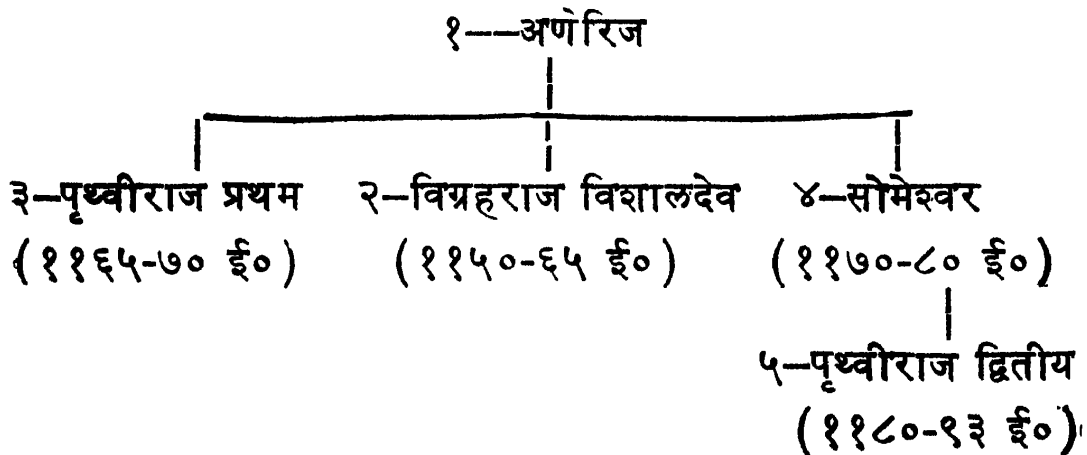 १––अर्णोरिज
३–पृथ्वीराज प्रथम २–विग्रहराज विशालदेव ४–सोमेश्वर
(११६५-७० ई०) (११५०-६५ ई०) (११७०-८० ई०)
५–पृथ्वीराज द्वितीय
(११८०-९३ ई०)